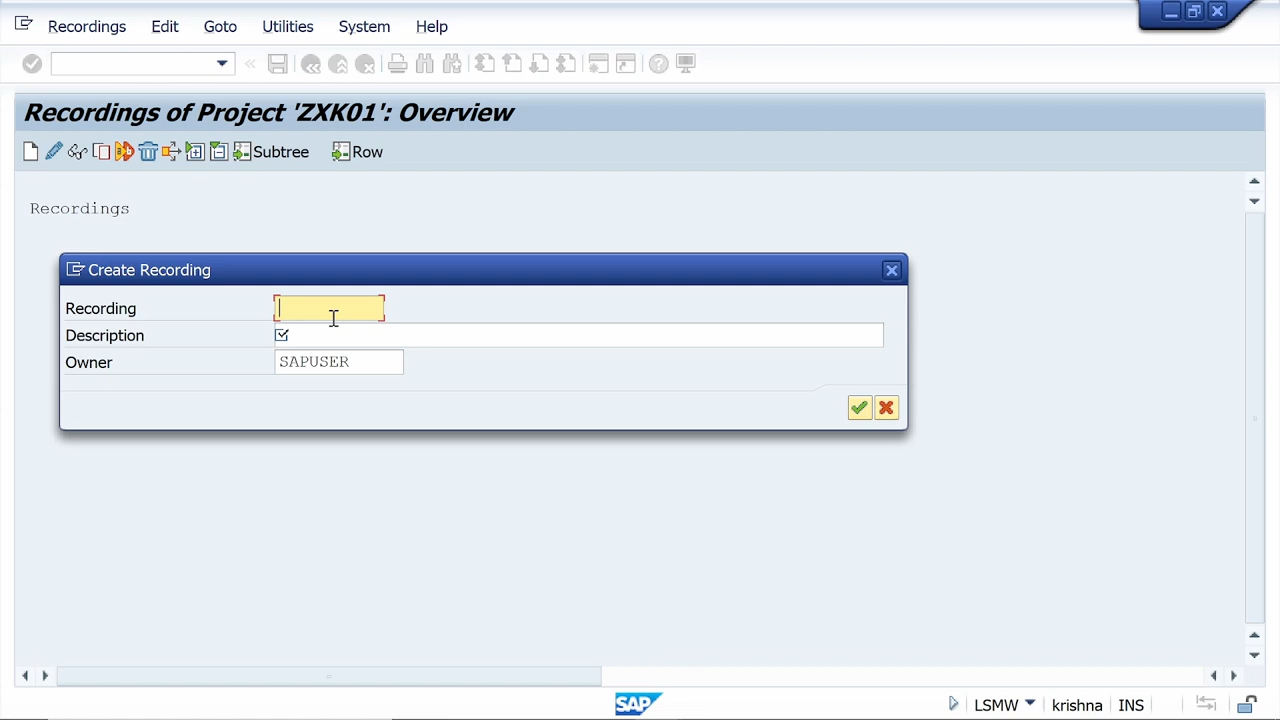 Recordings Edit Goto Utilities System Help
Recordings of Project 'ZXK01': Overview
Subtree Row
Recordings
Create Recording
Recording
Description
Owner SAPUSER
SAP LSMW krishna INS